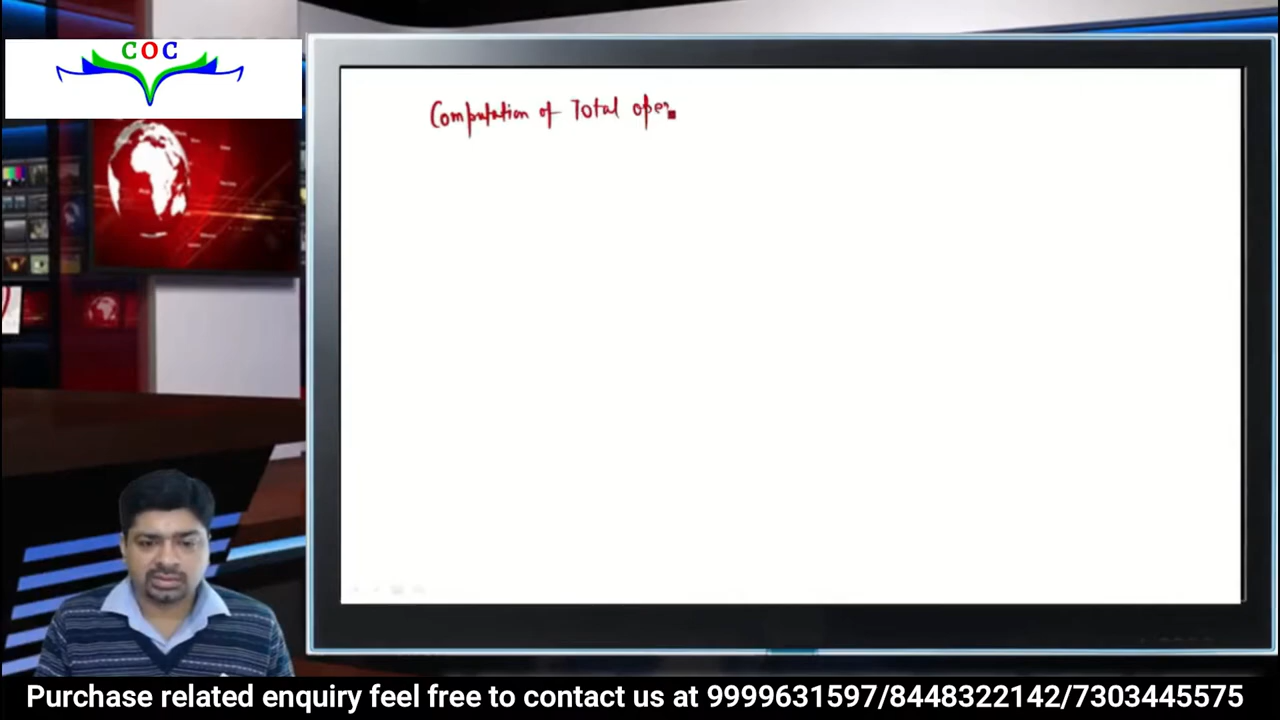 COC
Computation of Total oper
Purchase related enquiry feel free to contact us at 9999631597/8448322142/7303445575